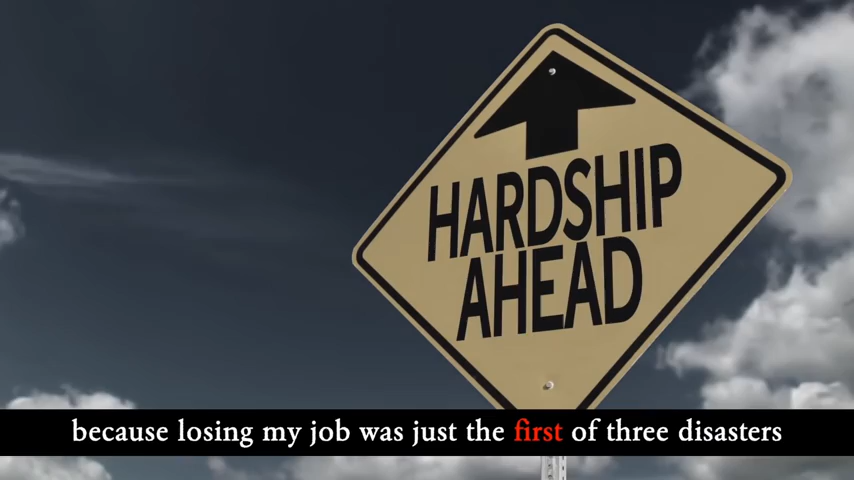 HARDSHIP
AHEAD
because losing my job was just the first of three disasters